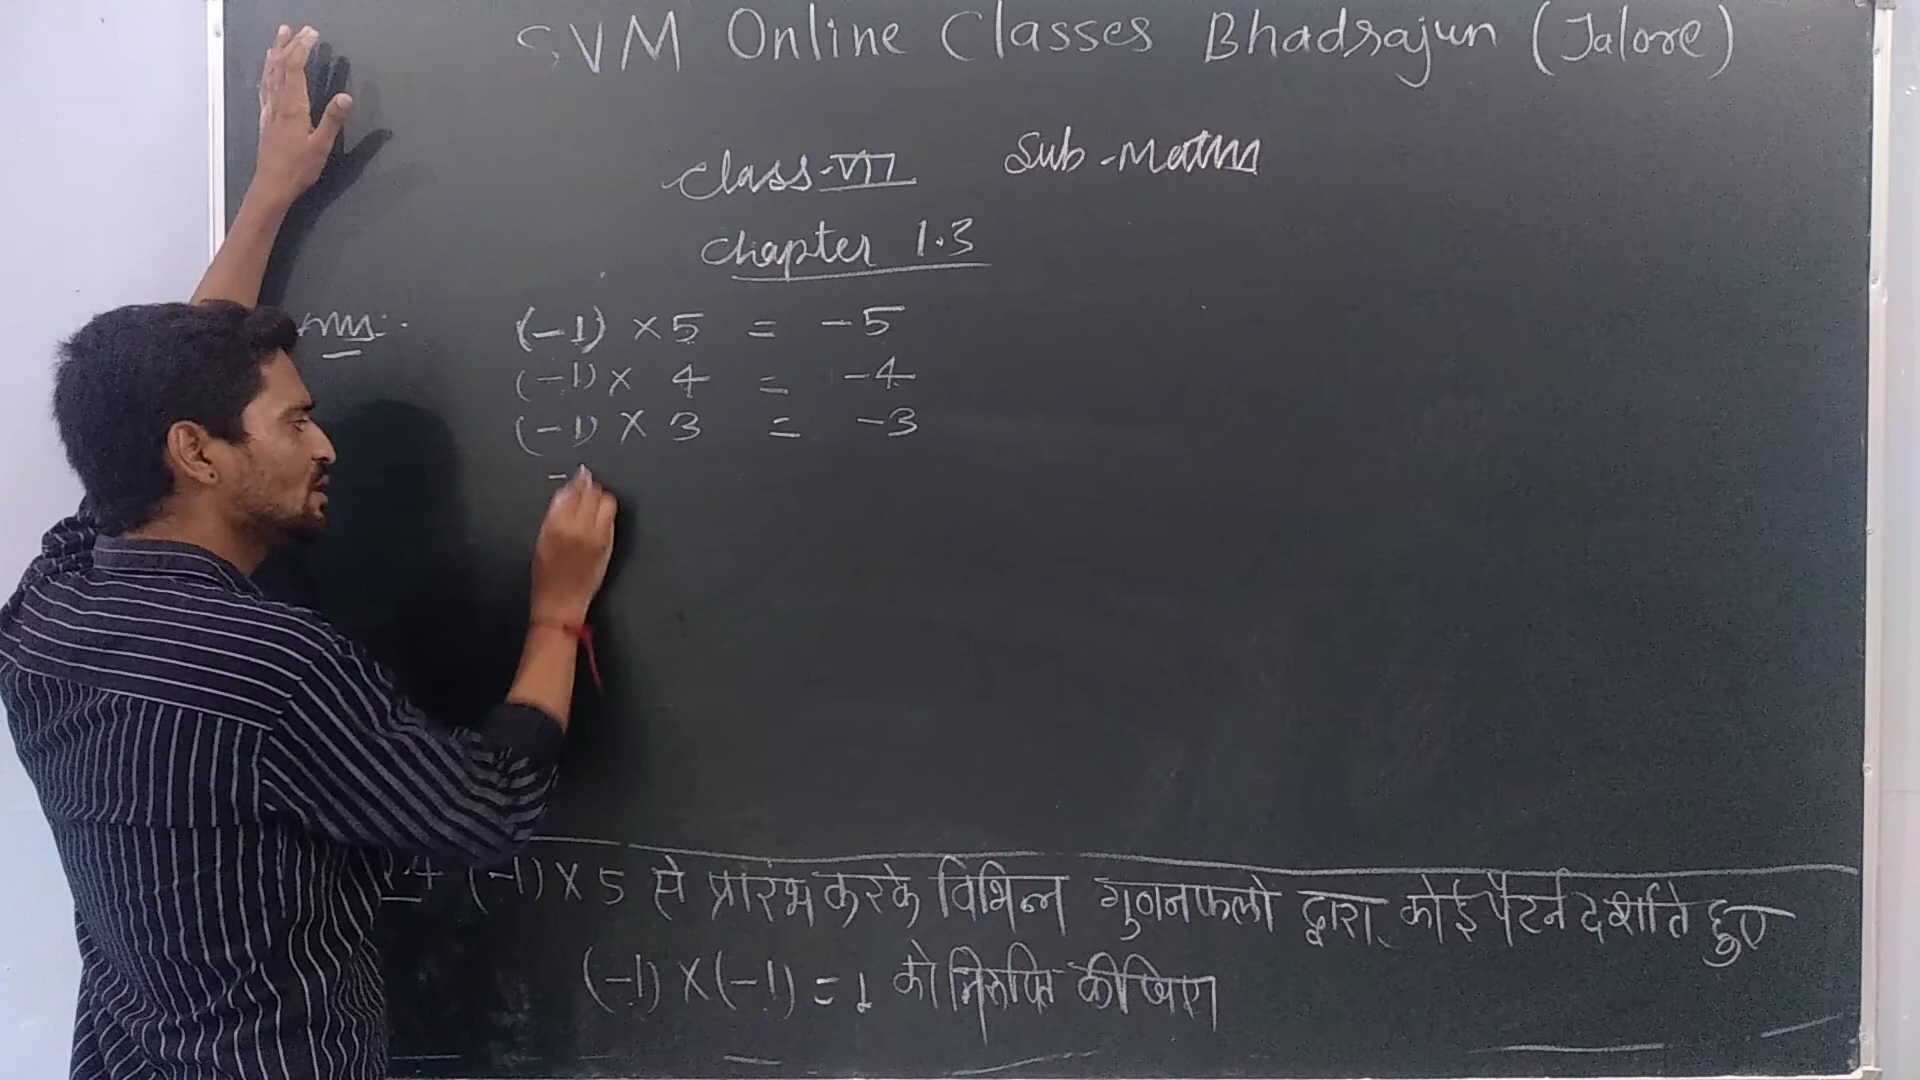 SVM Online Classes Bhadrajun (Jalore)
Class-VII Sub-Maths
Chapter 1.3
(-1) × 5 = -5
(-1) × 4 = -4
(-1) × 3 = -3
-
(-1) × 5 से प्रारंभ करके विभिन्न गुणनफलो द्वारा कोई पैटर्न दर्शाते हुए
(-1) × (-1) = 1 को निरुपित कीजिए